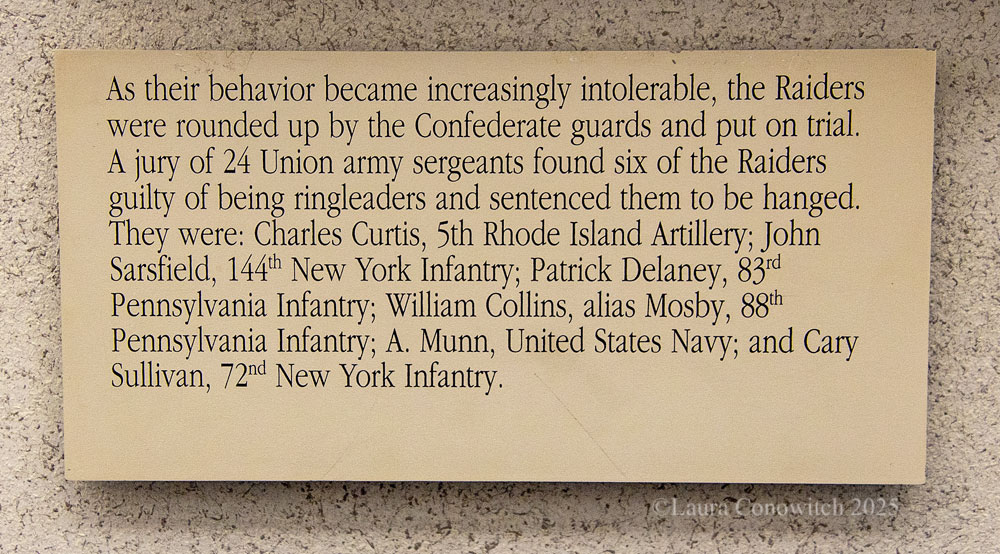 As their behavior became increasingly intolerable, the Raiders
were rounded up by the Confederate guards and put on trial.
A jury of 24 Union army sergeants found six of the Raiders
guilty of being ringleaders and sentenced them to be hanged.
They were: Charles Curtis, 5th Rhode Island Artillery; John
Sarsfield, 144th New York Infantry; Patrick Delaney, 83rd
Pennsylvania Infantry; William Collins, alias Mosby, 88th
Pennsylvania Infantry; A. Munn, United States Navy; and Cary
Sullivan, 72nd New York Infantry.
©Laura Conowitch 2025